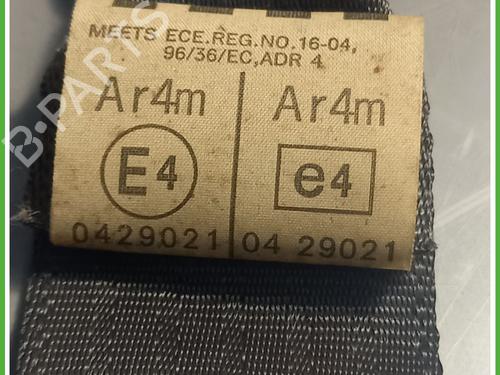 MEETS ECE.REG.NO.16-04,
96/36/EC,ADR 4
Ar4m Ar4m
E4 e4
0429021 04 29021
B-PARTS